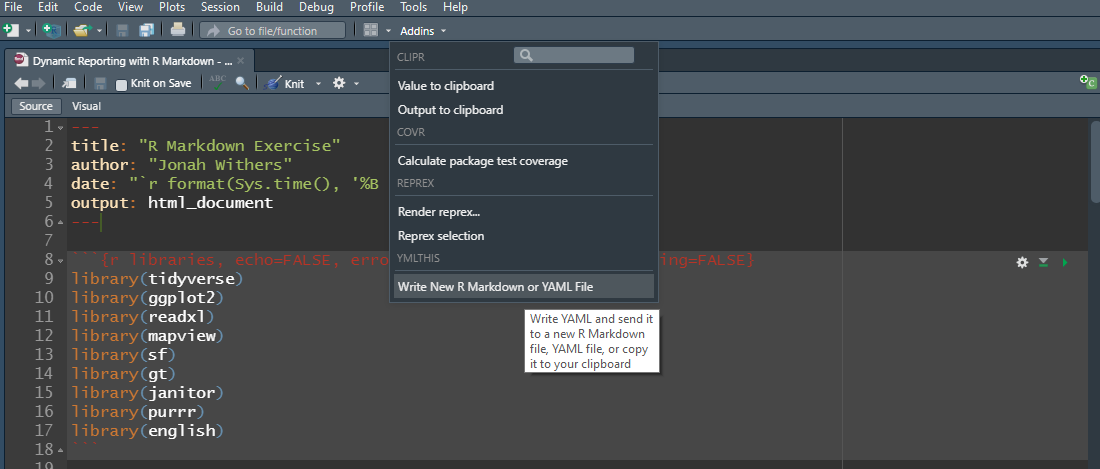 File Edit Code View Plots Session Build Debug Profile Tools Help
Go to file/function Addins
Dynamic Reporting with R Markdown - ...
Knit on Save ABC Knit
Source Visual
CLIPR
Value to clipboard
Output to clipboard
COVR
Calculate package test coverage
REPREX
Render reprex...
Reprex selection
YMLTHIS
Write New R Markdown or YAML File
Write YAML and send it
to a new R Markdown
file, YAML file, or copy
it to your clipboard
1 ---
2 title: "R Markdown Exercise"
3 author: "Jonah Withers"
4 date: "`r format(Sys.time(), '%B
5 output: html_document
6 ---
7
8 ```{r libraries, echo=FALSE, erro ing=FALSE}
9 library(tidyverse)
10 library(ggplot2)
11 library(readxl)
12 library(mapview)
13 library(sf)
14 library(gt)
15 library(janitor)
16 library(purrr)
17 library(english)
18 ```